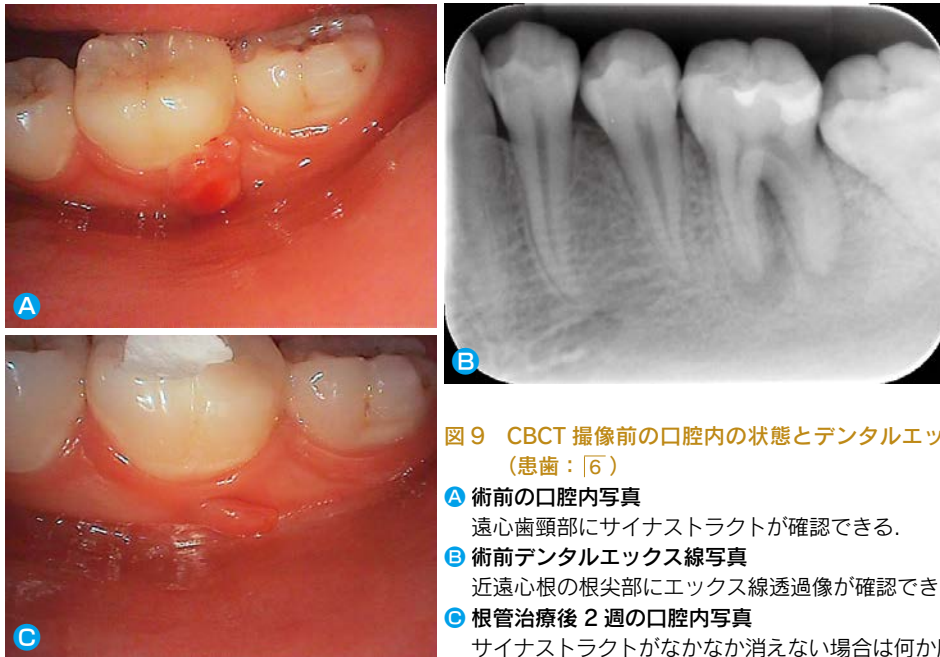 A
B
C
図9 CBCT 撮像前の口腔内の状態とデンタルエッ
(患歯:|6)
A 術前の口腔内写真
遠心歯頸部にサイナストラクトが確認できる.
B 術前デンタルエックス線写真
近遠心根の根尖部にエックス線透過像が確認でき
C 根管治療後 2 週の口腔内写真
サイナストラクトがなかなか消えない場合は何か